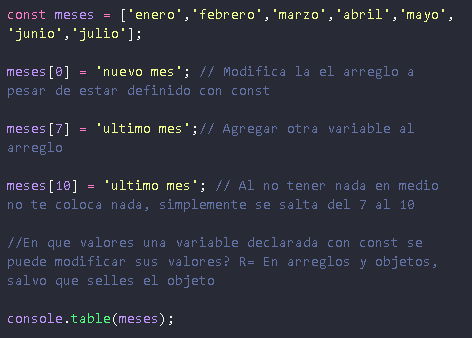 const meses = ['enero','febrero','marzo','abril','mayo',
'junio','julio'];
meses[0] = 'nuevo mes'; // Modifica la el arreglo a
pesar de estar definido con const
meses[7] = 'ultimo mes';// Agregar otra variable al
arreglo
meses[10] = 'ultimo mes'; // Al no tener nada en medio
no te coloca nada, simplemente se salta del 7 al 10
//En que valores una variable declarada con const se
puede modificar sus valores? R= En arreglos y objetos,
salvo que selles el objeto
console.table(meses);